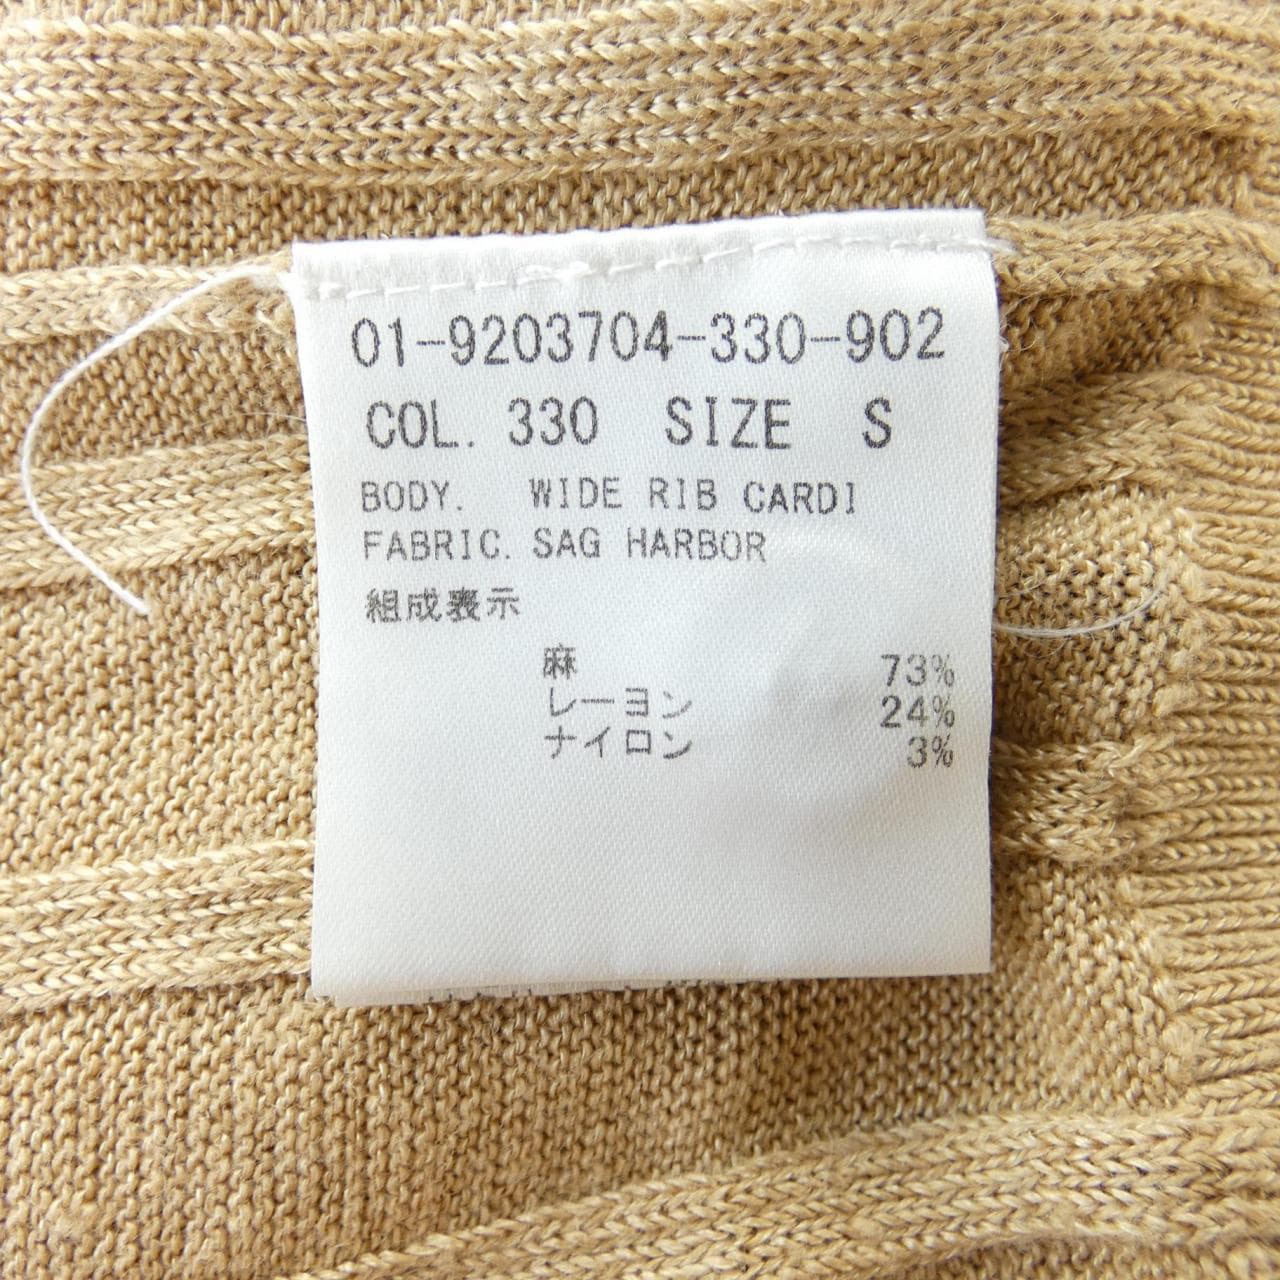 01-9203704-330-902
COL. 330 SIZE S
BODY. WIDE RIB CARDI
FABRIC. SAG HARBOR
組成表示
麻 73%
レーヨン 24%
ナイロン 3%